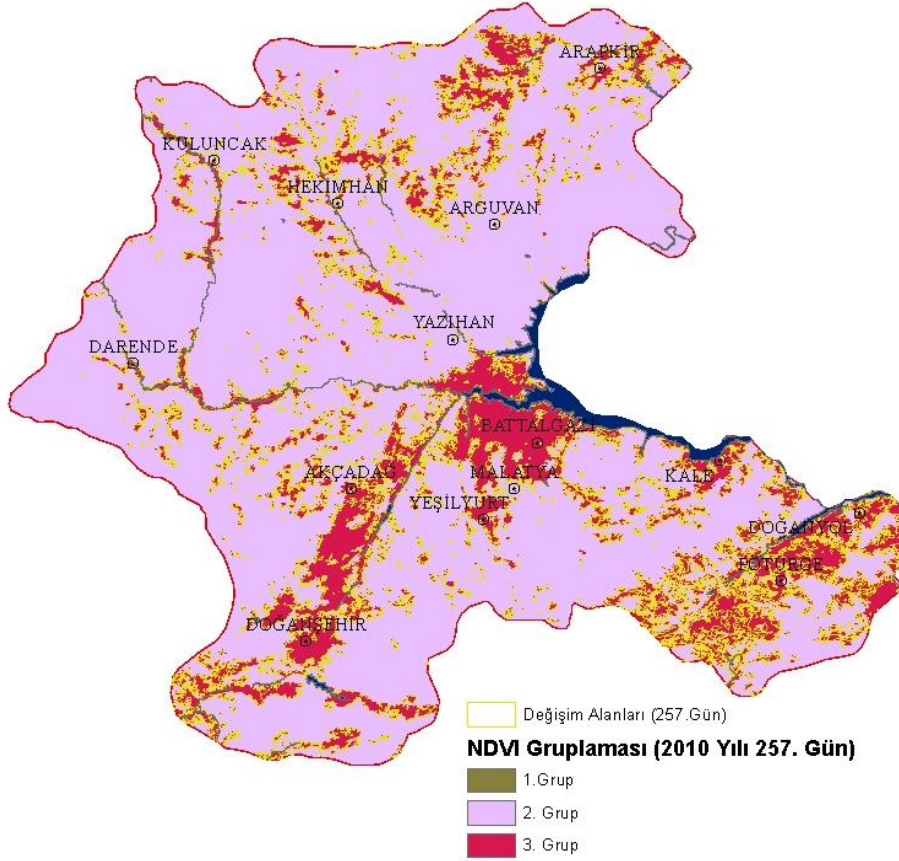 ARAPKİR
KULUNCAK
HEKİMHAN
ARGUVAN
YAZIHAN
DARENDE
BATTALGAZİ
AKÇADAĞ
MALATYA
KALE
YEŞİLYURT
DOĞANYOL
PÖTÜRGE
DOĞANŞEHİR
Değişim Alanları (257.Gün)
NDVI Gruplaması (2010 Yılı 257. Gün)
1.Grup
2. Grup
3. Grup